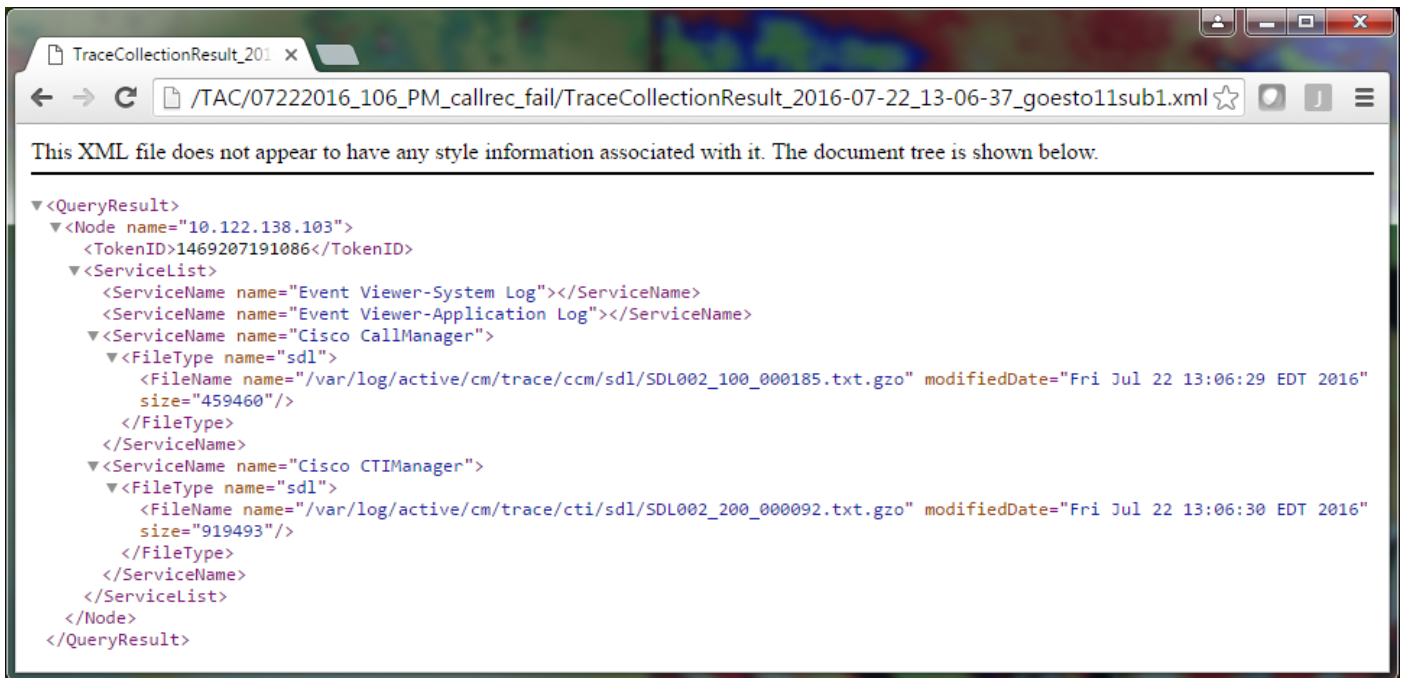 TraceCollectionResult_201
/TAC/07222016_106_PM_callrec_fail/TraceCollectionResult_2016-07-22_13-06-37_goesto11sub1.xml
J
This XML file does not appear to have any style information associated with it. The document tree is shown below.
▼<QueryResult>
▼<Node name="10.122.138.103">
<TokenID>1469207191086</TokenID>
▼<ServiceList>
<ServiceName name="Event Viewer-System Log"></ServiceName>
<ServiceName name="Event Viewer-Application Log"></ServiceName>
▼<ServiceName name="Cisco CallManager">
▼<FileType name="sdl">
<FileName name="/var/log/active/cm/trace/ccm/sdl/SDL002_100_000185.txt.gzo" modifiedDate="Fri Jul 22 13:06:29 EDT 2016"
size="459460"/>
</FileType>
</ServiceName>
▼<ServiceName name="Cisco CTIManager">
▼<FileType name="sdl">
<FileName name="/var/log/active/cm/trace/cti/sdl/SDL002_200_000092.txt.gzo" modifiedDate="Fri Jul 22 13:06:30 EDT 2016"
size="919493"/>
</FileType>
</ServiceName>
</ServiceList>
</Node>
</QueryResult>